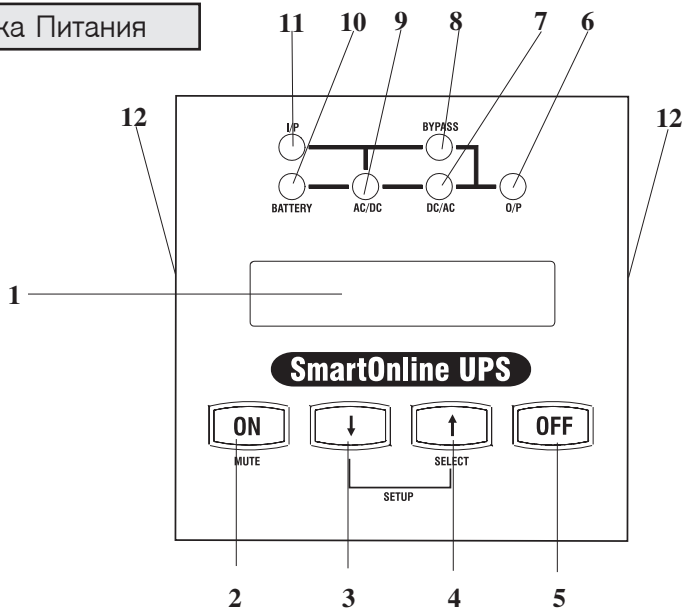 ка Питания
11 10 9 8 7 6
12 12
I/P BYPASS
BATTERY AC/DC DC/AC O/P
1
SmartOnline UPS
ON ↓ ↑ OFF
MUTE SELECT
SETUP
2 3 4 5